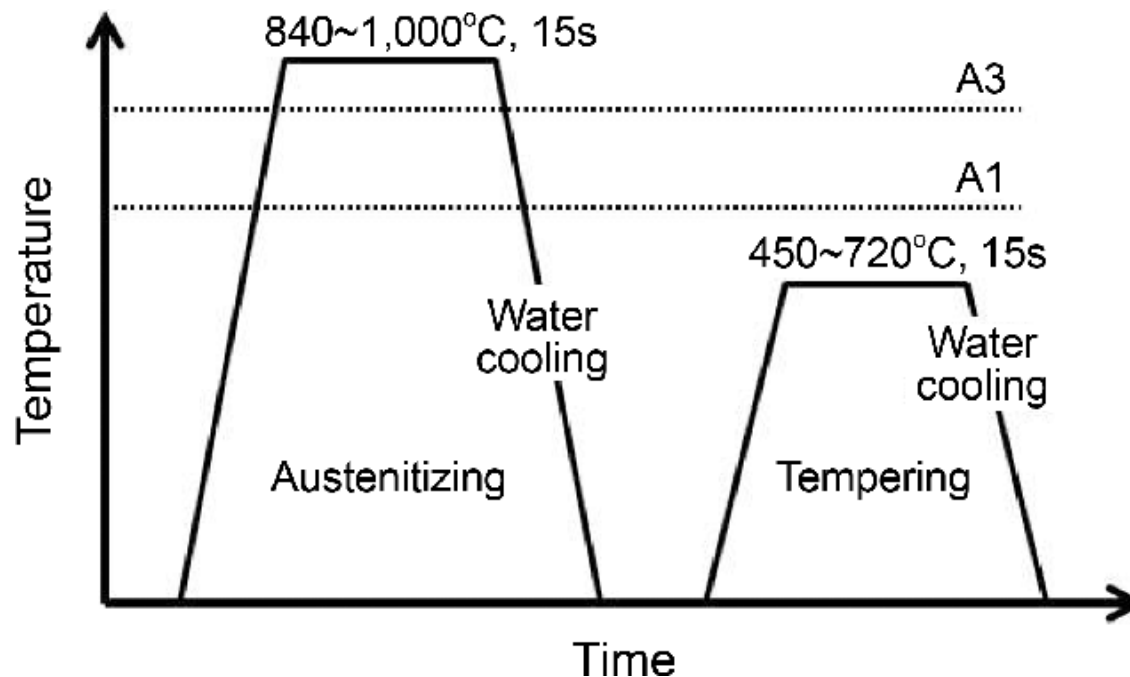 840~1,000°C, 15s
A3
A1
450~720°C, 15s
Water
cooling
Water
cooling
Austenitizing
Tempering
Temperature
Time